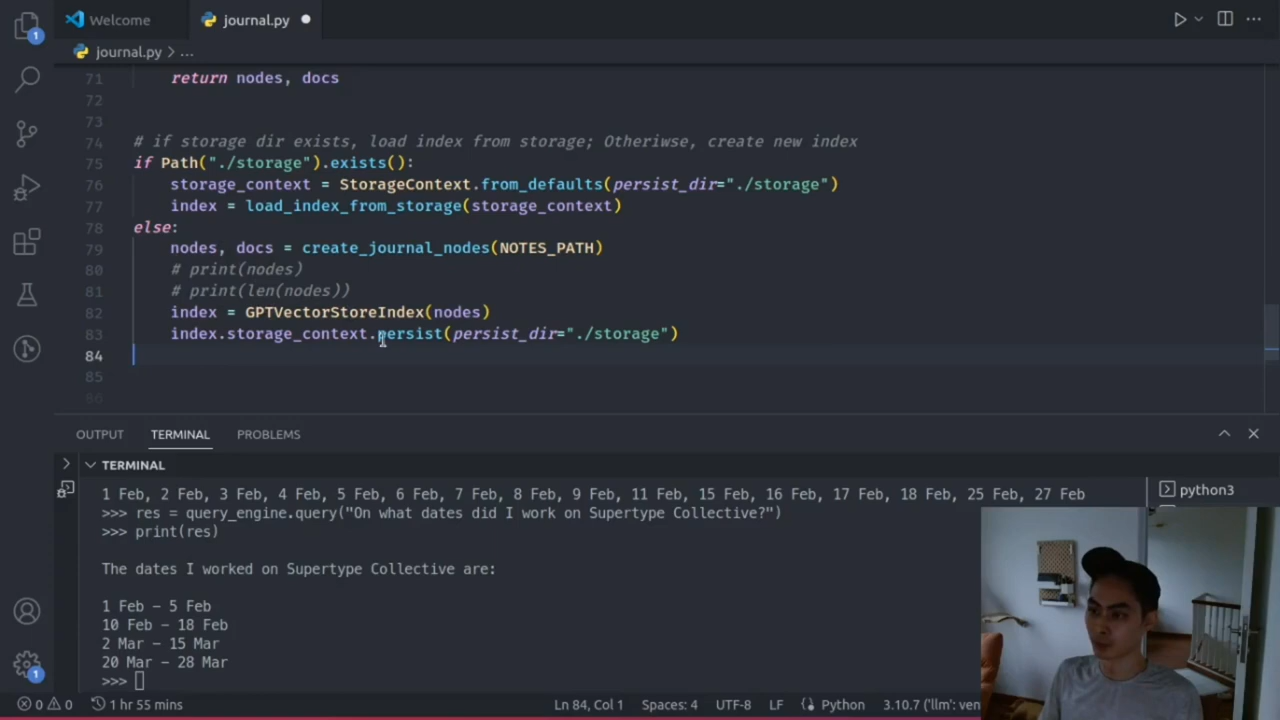 Welcome
journal.py
journal.py > ...
1
71 return nodes, docs
72
73
74 # if storage dir exists, load index from storage; Otheriwse, create new index
75 if Path("./storage").exists():
76 storage_context = StorageContext.from_defaults(persist_dir="./storage")
77 index = load_index_from_storage(storage_context)
78 else:
79 nodes, docs = create_journal_nodes(NOTES_PATH)
80 # print(nodes)
81 # print(len(nodes))
82 index = GPTVectorStoreIndex(nodes)
83 index.storage_context.persist(persist_dir="./storage")
84
85
86
OUTPUT TERMINAL PROBLEMS
TERMINAL
1 Feb, 2 Feb, 3 Feb, 4 Feb, 5 Feb, 6 Feb, 7 Feb, 8 Feb, 9 Feb, 11 Feb, 15 Feb, 16 Feb, 17 Feb, 18 Feb, 25 Feb, 27 Feb
python3
>>> res = query_engine.query("On what dates did I work on Supertype Collective?")
>>> print(res)
The dates I worked on Supertype Collective are:
1 Feb – 5 Feb
10 Feb – 18 Feb
2 Mar – 15 Mar
20 Mar – 28 Mar
>>>
1
0 0 1 hr 55 mins Ln 84, Col 1 Spaces: 4 UTF-8 LF Python 3.10.7 ('llm': ven